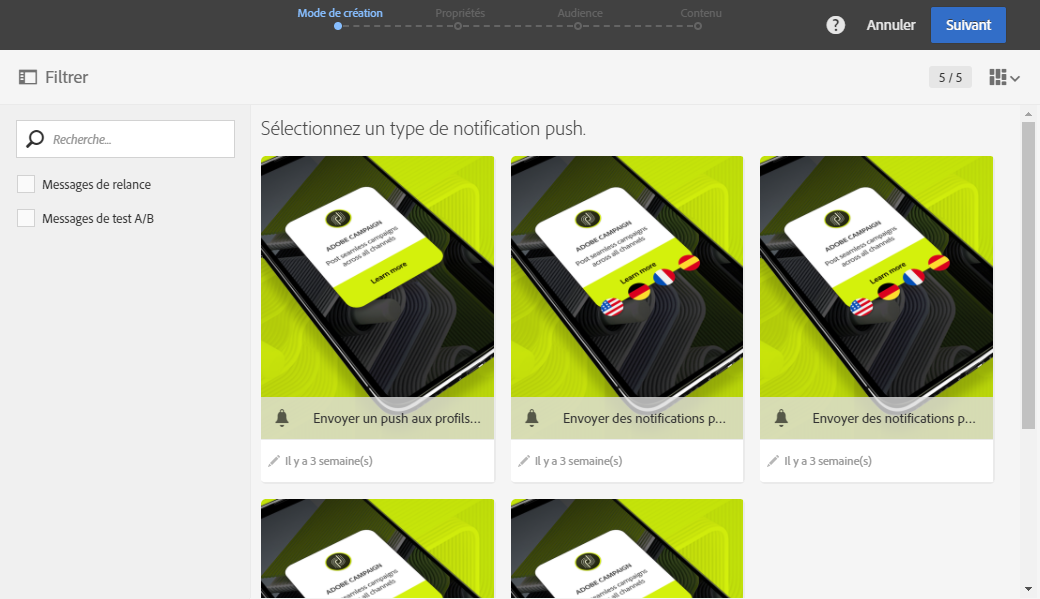 Mode de création
Propriétés
Audience
Contenu
?
Annuler
Suivant
Filtrer
5 / 5
Recherche...
Messages de relance
Messages de test A/B
Sélectionnez un type de notification push.
ADOBE CAMPAIGN
Post seamless campaigns
across all channels
Learn more
Envoyer un push aux profils...
Il y a 3 semaine(s)
ADOBE CAMPAIGN
Post seamless campaigns
across all channels
Learn more
Envoyer des notifications p...
Il y a 3 semaine(s)
ADOBE CAMPAIGN
Post seamless campaigns
across all channels
Learn more
Envoyer des notifications p...
Il y a 3 semaine(s)
ADOBE CAMPAIGN
Post seamless campaigns
across all channels
ADOBE CAMPAIGN
Post seamless campaigns
across all channels